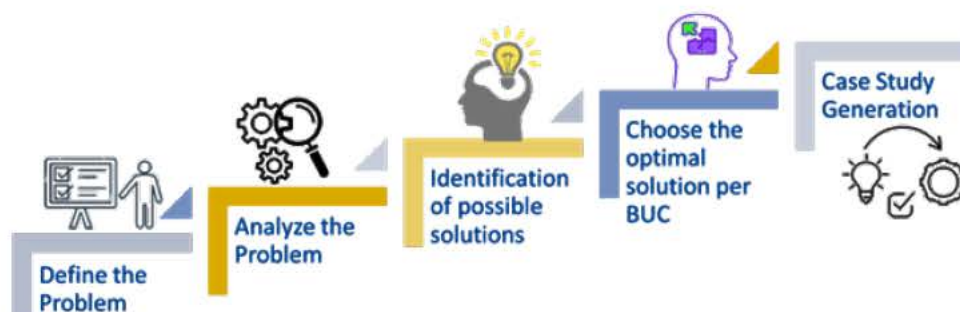 Define the
Problem
Analyze the
Problem
Identification
of possible
solutions
Choose the
optimal
solution per
BUC
Case Study
Generation